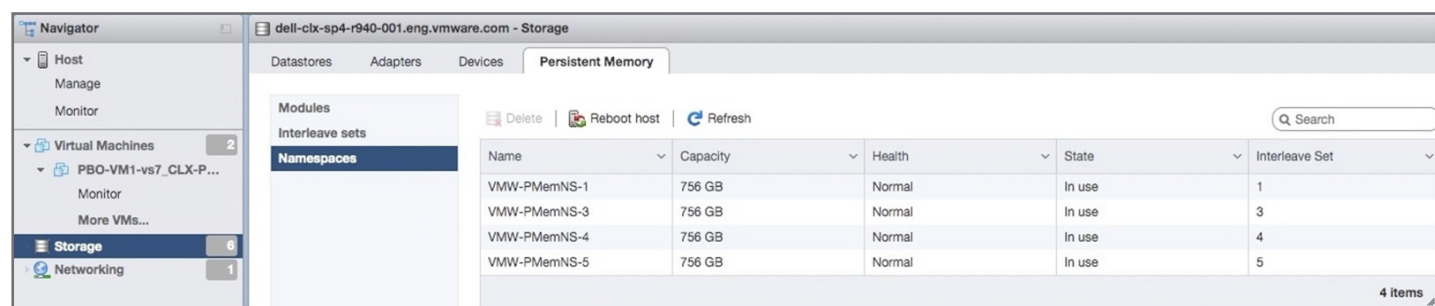 Navigator
Host
Manage
Monitor
Virtual Machines 2
PBO-VM1-vs7_CLX-P...
Monitor
More VMs...
Storage 6
Networking 1
dell-clx-sp4-r940-001.eng.vmware.com - Storage
Datastores Adapters Devices Persistent Memory
Modules
Interleave sets
Namespaces
Delete | Reboot host | Refresh
Search
Name Capacity Health State Interleave Set
VMW-PMemNS-1 756 GB Normal In use 1
VMW-PMemNS-3 756 GB Normal In use 3
VMW-PMemNS-4 756 GB Normal In use 4
VMW-PMemNS-5 756 GB Normal In use 5
4 items